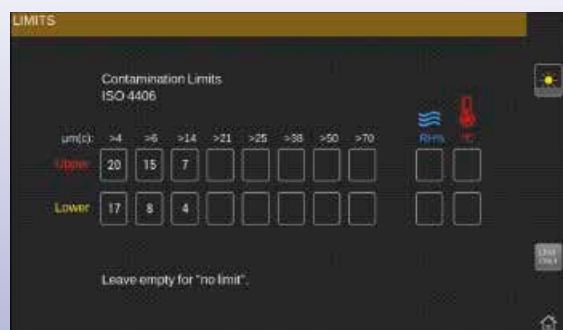 LIMITS
Contamination Limits
ISO 4406
µm(c): >4 >6 >14 >21 >25 >38 >50 >70 RH% °C
Upper 20 15 7
Lower 17 8 4
Leave empty for "no limit".